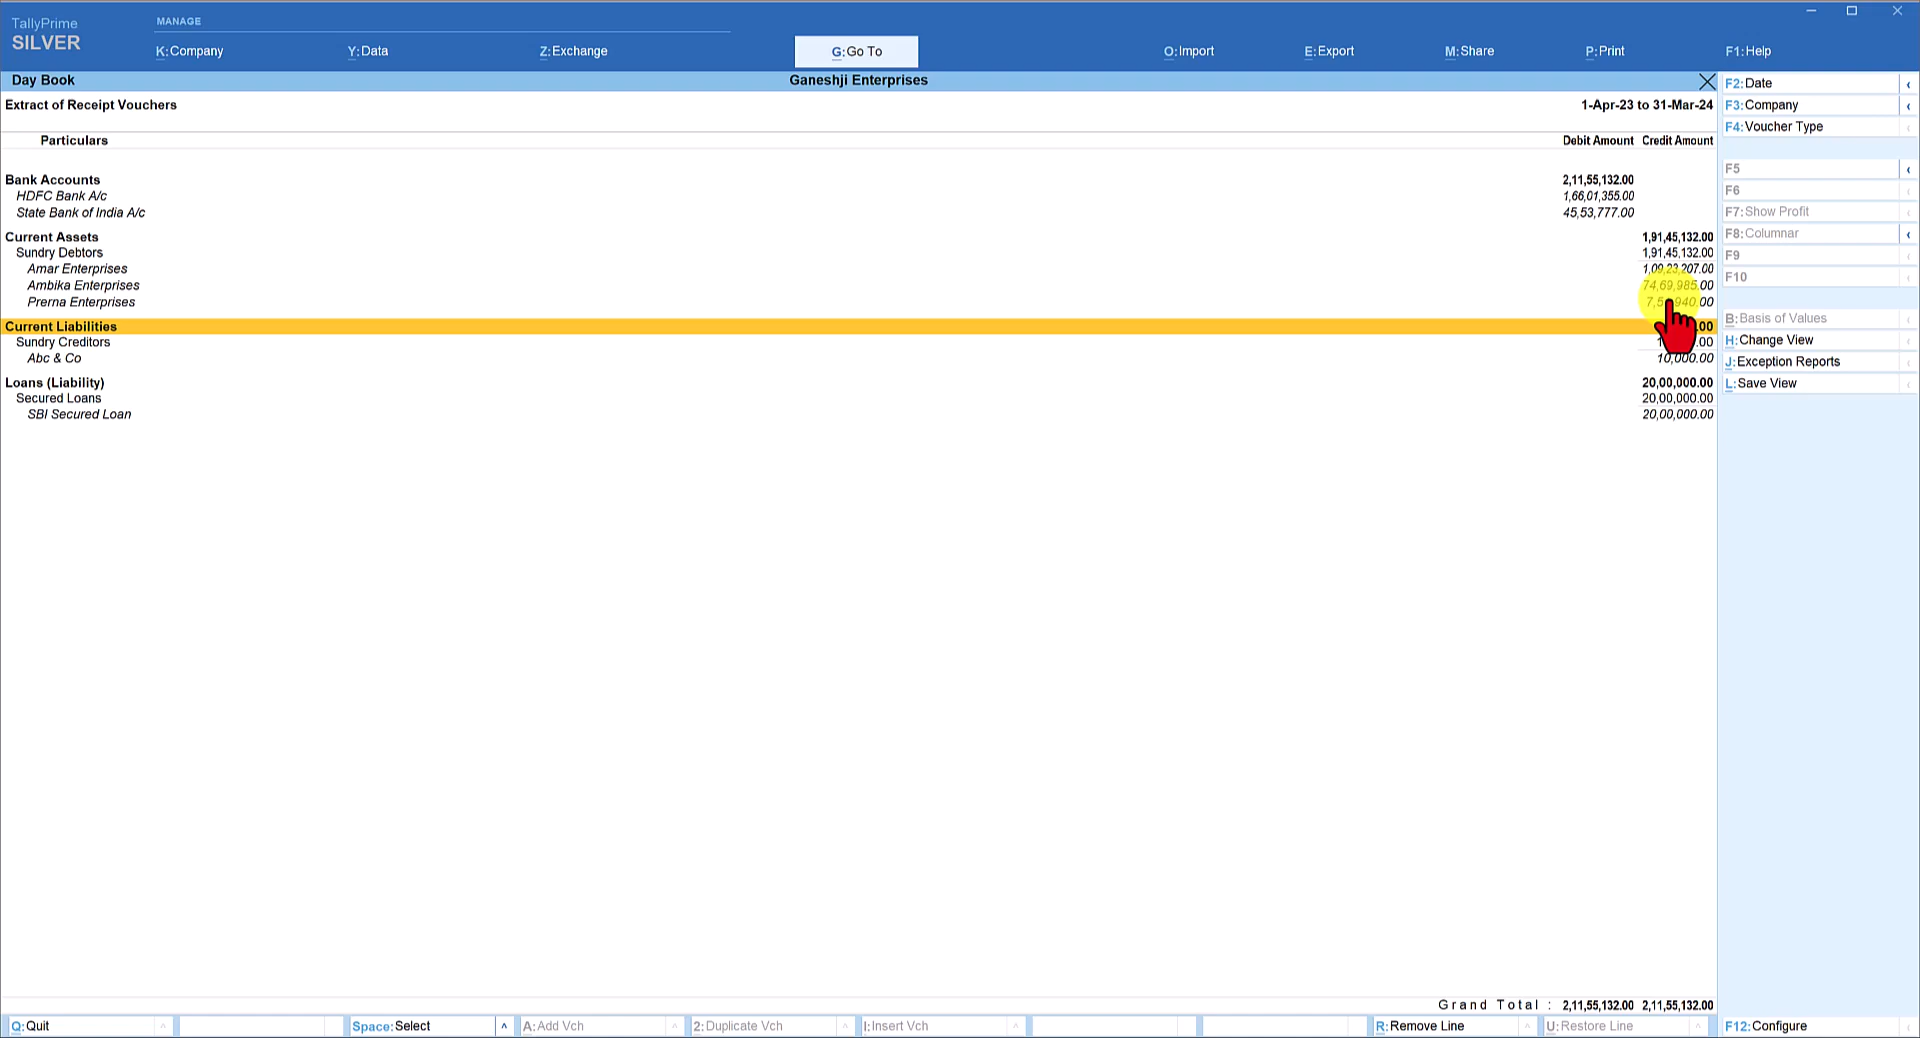 TallyPrime
SILVER
MANAGE
K:Company Y:Data Z:Exchange G:Go To O:Import E:Export M:Share P:Print F1:Help
Day Book Ganeshji Enterprises
Extract of Receipt Vouchers 1-Apr-23 to 31-Mar-24
Particulars Debit Amount Credit Amount
Bank Accounts 2,11,55,132.00
HDFC Bank A/c 1,66,01,355.00
State Bank of India A/c 45,53,777.00
Current Assets 1,91,45,132.00
Sundry Debtors 1,91,45,132.00
Amar Enterprises 1,09,23,207.00
Ambika Enterprises 74,69,985.00
Prerna Enterprises
Current Liabilities
Sundry Creditors
Abc & Co 10,000.00
Loans (Liability) 20,00,000.00
Secured Loans 20,00,000.00
SBI Secured Loan 20,00,000.00
Grand Total : 2,11,55,132.00 2,11,55,132.00
F2:Date
F3:Company
F4:Voucher Type
F5
F6
F7:Show Profit
F8:Columnar
F9
F10
B:Basis of Values
H:Change View
J:Exception Reports
L:Save View
Q:Quit Space:Select A:Add Vch 2:Duplicate Vch I:Insert Vch R:Remove Line U:Restore Line F12:Configure